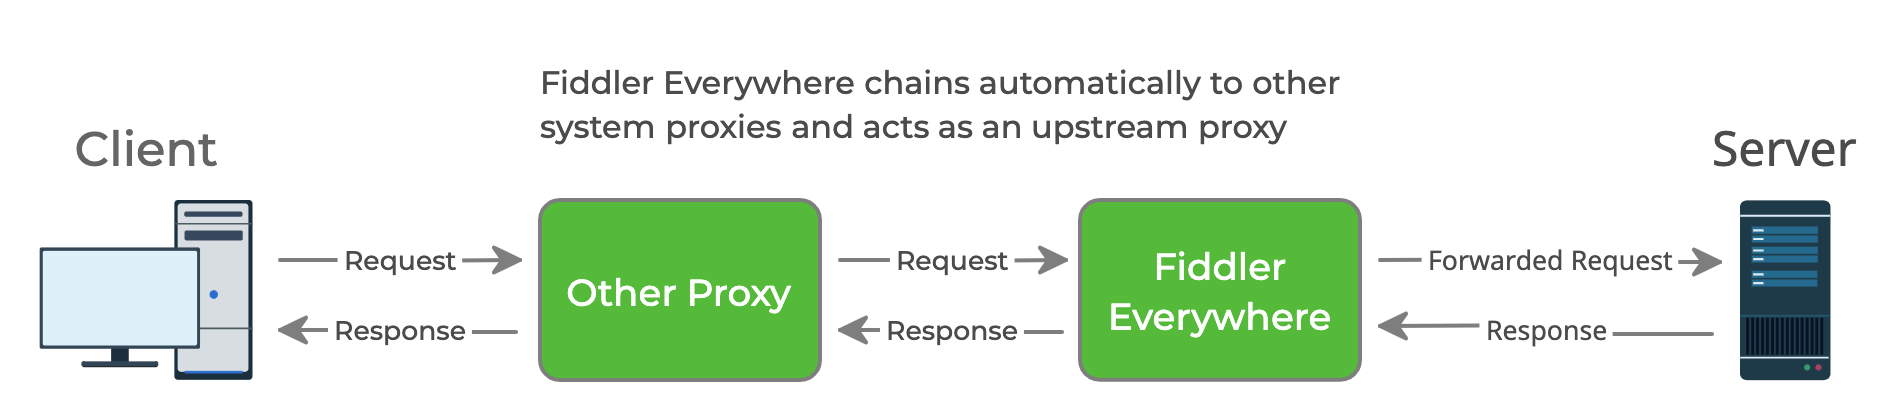 Fiddler Everywhere chains automatically to other
system proxies and acts as an upstream proxy
Client
Server
Request
Other Proxy
Request
Fiddler
Everywhere
Forwarded Request
Response
Response
Response